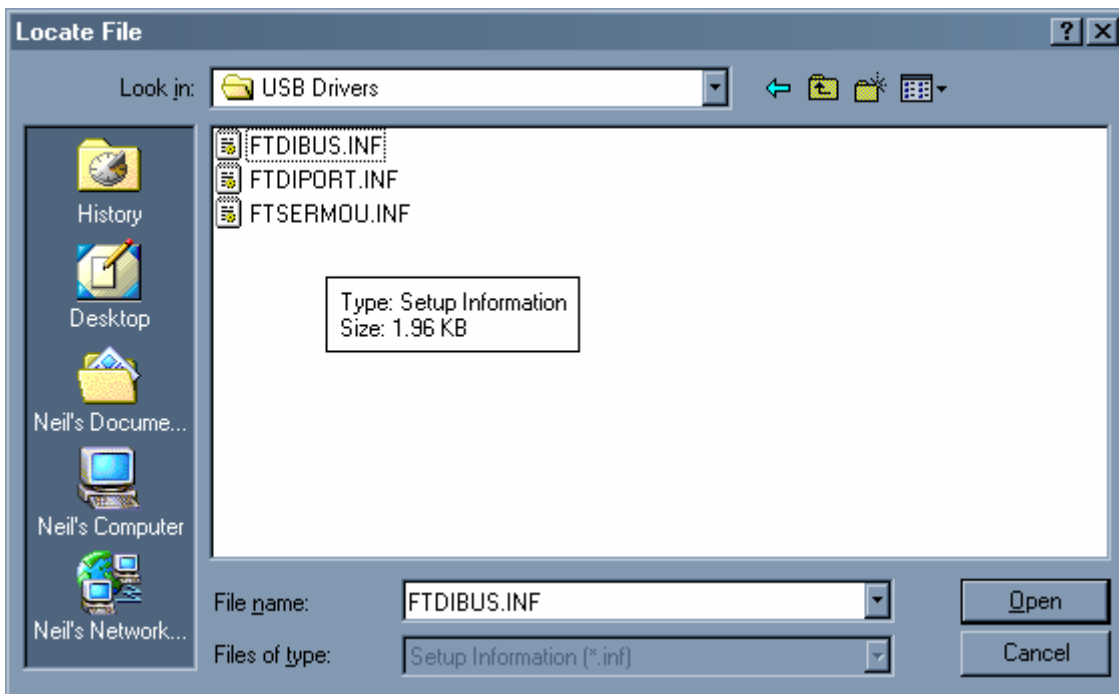 Locate File
Look in:
USB Drivers
FTDIBUS.INF
FTDIPORT.INF
FTSERMOU.INF
Type: Setup Information
Size: 1.96 KB
History
Desktop
Neil's Docume...
Neil's Computer
Neil's Network...
File name:
FTDIBUS.INF
Open
Files of type:
Setup Information (*.inf)
Cancel